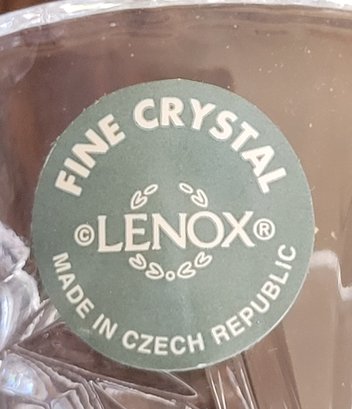 FINE CRYSTAL
©LENOX®
MADE IN CZECH REPUBLIC